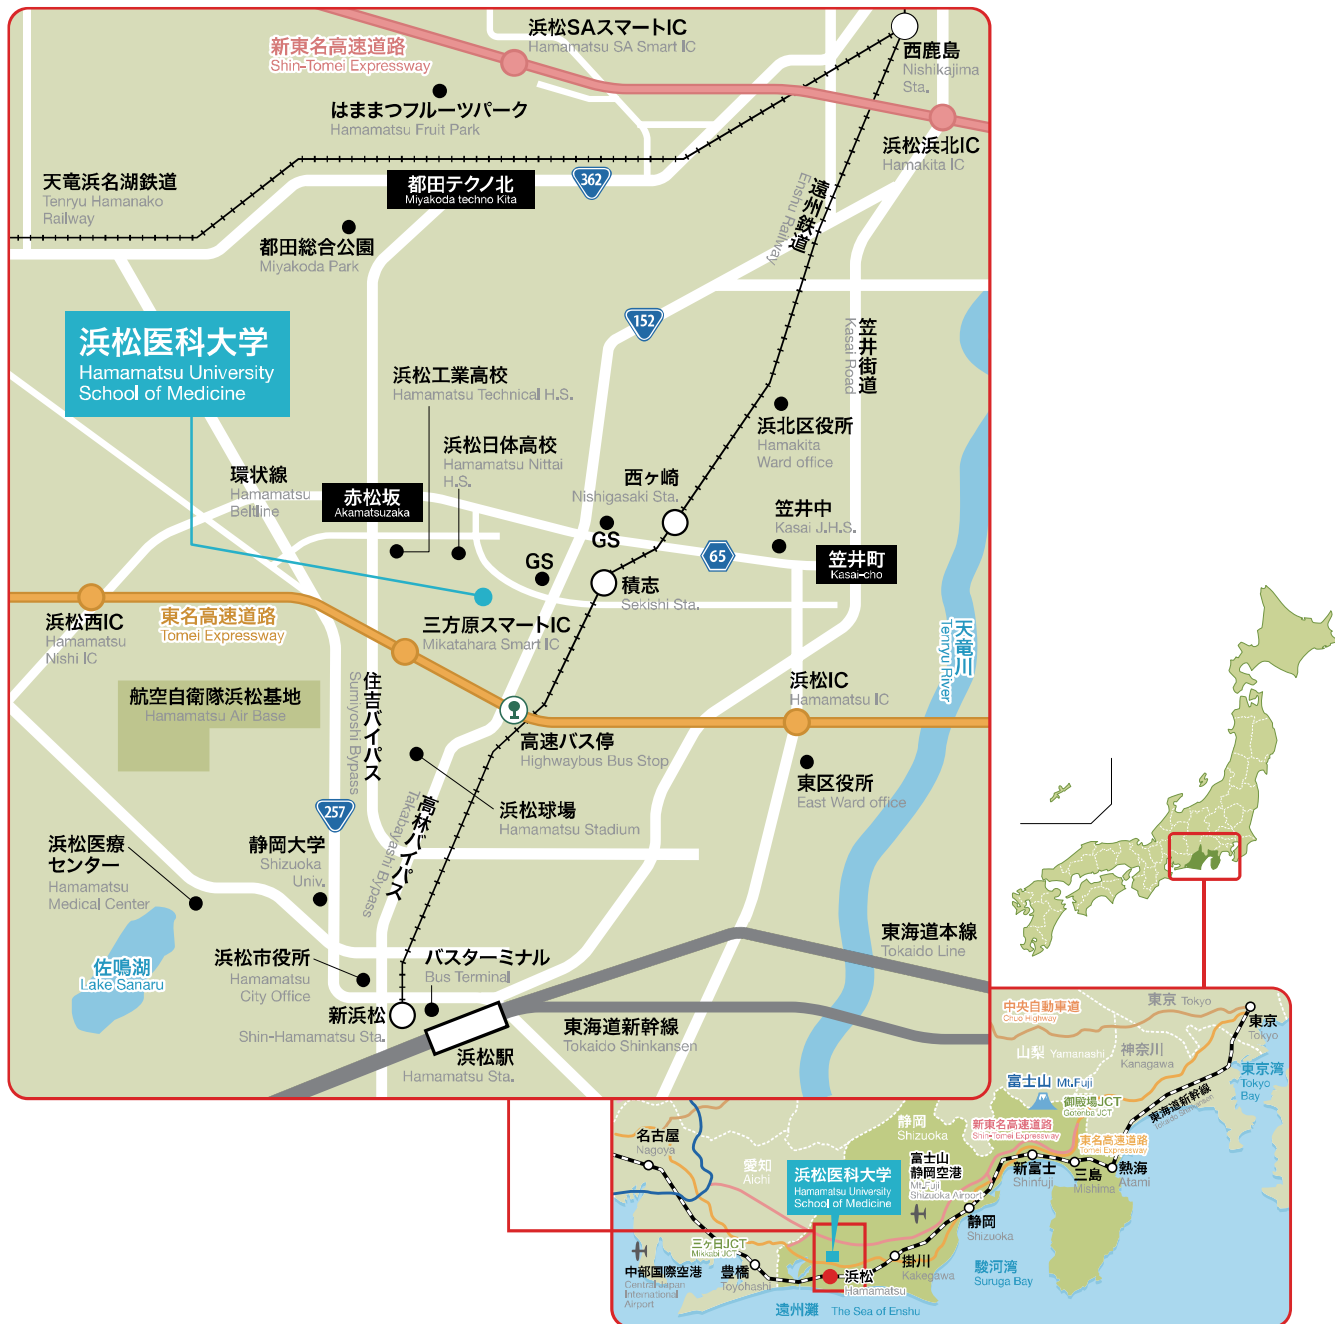 新東名高速道路
Shin-Tomei Expressway
浜松SAスマートIC
Hamamatsu SA Smart IC
西鹿島
Nishikajima
Sta.
はままつフルーツパーク
Hamamatsu Fruit Park
浜松浜北IC
Hamakita IC
天竜浜名湖鉄道
Tenryu Hamanako
Railway
都田テクノ北
Miyakoda techno Kita
362
遠州鉄道
Enshu Railway
都田総合公園
Miyakoda Park
浜松医科大学
Hamamatsu University
School of Medicine
152
笠井街道
Kasai Road
浜松工業高校
Hamamatsu Technical H.S.
浜松日体高校
Hamamatsu Nittai
H.S.
浜北区役所
Hamakita
Ward office
環状線
Hamamatsu
Beltline
赤松坂
Akamatsuzaka
西ヶ崎
Nishigasaki Sta.
笠井中
Kasai J.H.S.
GS
GS
65
笠井町
Kasai-cho
積志
Sekishi Sta.
浜松西IC
Hamamatsu
Nishi IC
東名高速道路
Tomei Expressway
三方原スマートIC
Mikatahara Smart IC
天竜川
Tenryu River
航空自衛隊浜松基地
Hamamatsu Air Base
住吉バイパス
Sumiyoshi Bypass
浜松IC
Hamamatsu IC
高速バス停
Highwaybus Bus Stop
東区役所
East Ward office
257
高林バイパス
Takabayashi Bypass
浜松球場
Hamamatsu Stadium
浜松医療
センター
Hamamatsu
Medical Center
静岡大学
Shizuoka
Univ.
佐鳴湖
Lake Sanaru
浜松市役所
Hamamatsu
City Office
バスターミナル
Bus Terminal
東海道本線
Tokaido Line
新浜松
Shin-Hamamatsu Sta.
浜松駅
Hamamatsu Sta.
東海道新幹線
Tokaido Shinkansen
中央自動車道
Chuo Highway
東京 Tokyo
東京
Tokyo
山梨 Yamanashi
神奈川
Kanagawa
富士山 Mt.Fuji
御殿場JCT
Gotenba JCT
東京湾
Tokyo
Bay
東海道新幹線
Tokaido Shinkansen
静岡
Shizuoka
新東名高速道路
Shin-Tomei Expressway
東名高速道路
Tomei Expressway
名古屋
Nagoya
愛知
Aichi
浜松医科大学
Hamamatsu University
School of Medicine
富士山
静岡空港
Mt.Fuji
Shizuoka Airport
新富士
Shinfuji
三島
Mishima
熱海
Atami
静岡
Shizuoka
三ヶ日JCT
Mikkabi JCT
中部国際空港
Central Japan
International
Airport
豊橋
Toyohashi
浜松
Hamamatsu
掛川
Kakegawa
駿河湾
Suruga Bay
遠州灘 The Sea of Enshu